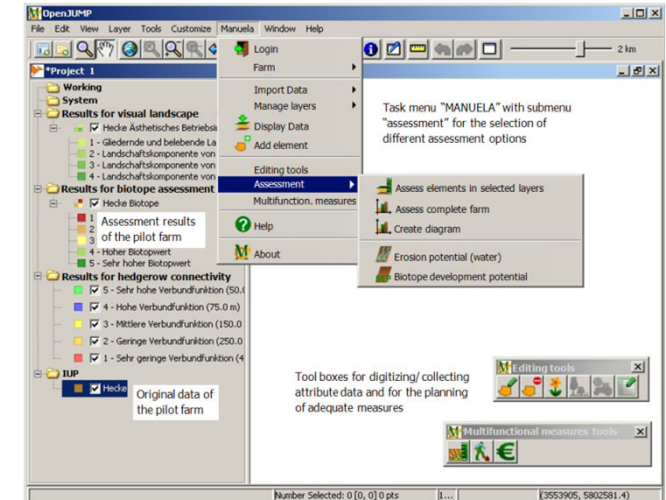 OpenJUMP
File Edit View Layer Tools Customize Manuela Window Help
2 km
*Project 1
Working
System
Results for visual landscape
Hecke Ästhetisches Betriebsi
1 - Gliedernde und belebende La
2 - Landschaftskomponente von
3 - Landschaftskomponente von
4 - Landschaftskomponente von
Results for biotope assessment
Hecke Biotope
1
2
3
Assessment results
of the pilot farm
4 - Hoher Biotopwert
5 - Sehr hoher Biotopwert
Results for hedgerow connectivity
5 - Sehr hohe Verbundfunktion (50.0
4 - Hohe Verbundfunktion (75.0 m)
3 - Mittlere Verbundfunktion (150.0
2 - Geringe Verbundfunktion (250.0
1 - Sehr geringe Verbundfunktion (4
IUP
Hecke
Original data of
the pilot farm
Login
Farm
Import Data
Manage layers
Display Data
Add element
Editing tools
Assessment
Multifunction. measures
Help
About
Assess elements in selected layers
Assess complete farm
Create diagram
Erosion potential (water)
Biotope development potential
Task menu "MANUELA" with submenu
"assessment" for the selection of
different assessment options
Tool boxes for digitizing/ collecting
attribute data and for the planning
of adequate measures
Editing tools
Multifunctional measures tools
Number Selected: 0 [0, 0] 0 pts 1... (3553905, 5802581.4)